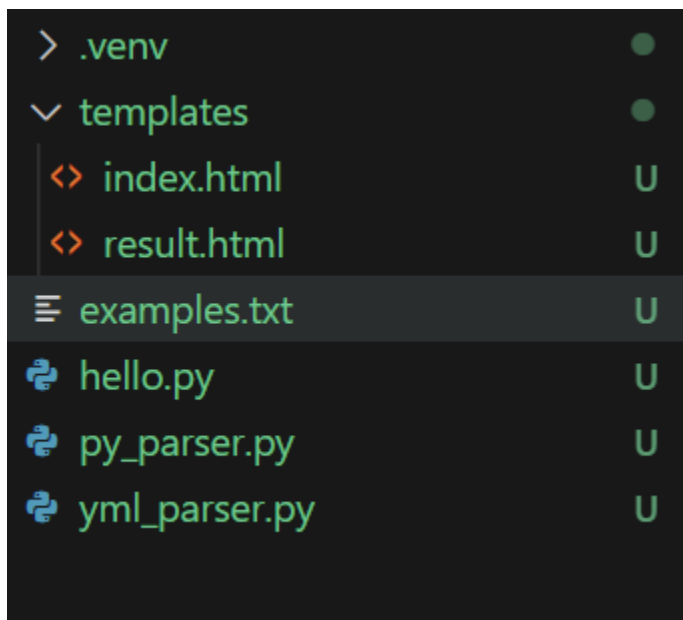 .venv
templates
index.html U
result.html U
examples.txt U
hello.py U
py_parser.py U
yml_parser.py U